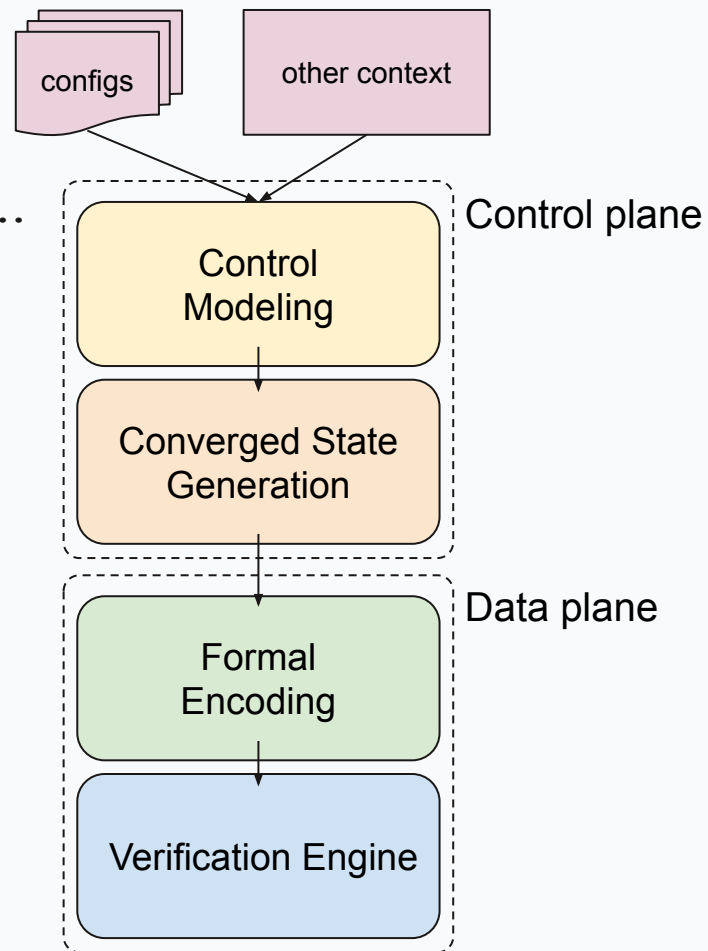 configs
other context
..
Control plane
Control
Modeling
Converged State
Generation
Data plane
Formal
Encoding
Verification Engine